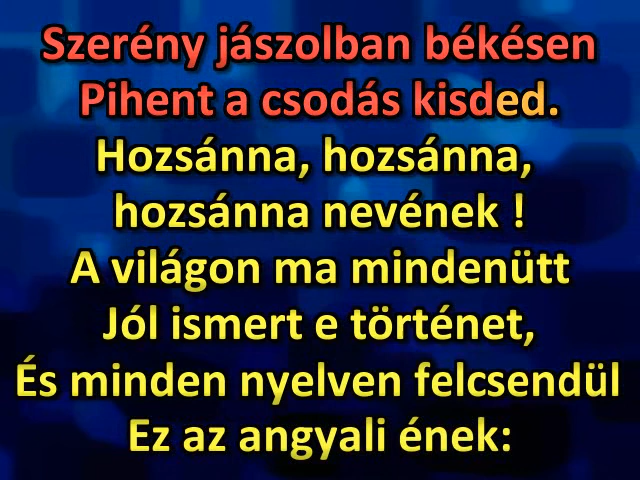 Szerény jászolban békésen
Pihent a csodás kisded.
Hozsánna, hozsánna,
hozsánna nevének !
A világon ma mindenütt
Jól ismert e történet,
És minden nyelven felcsendül
Ez az angyali ének: